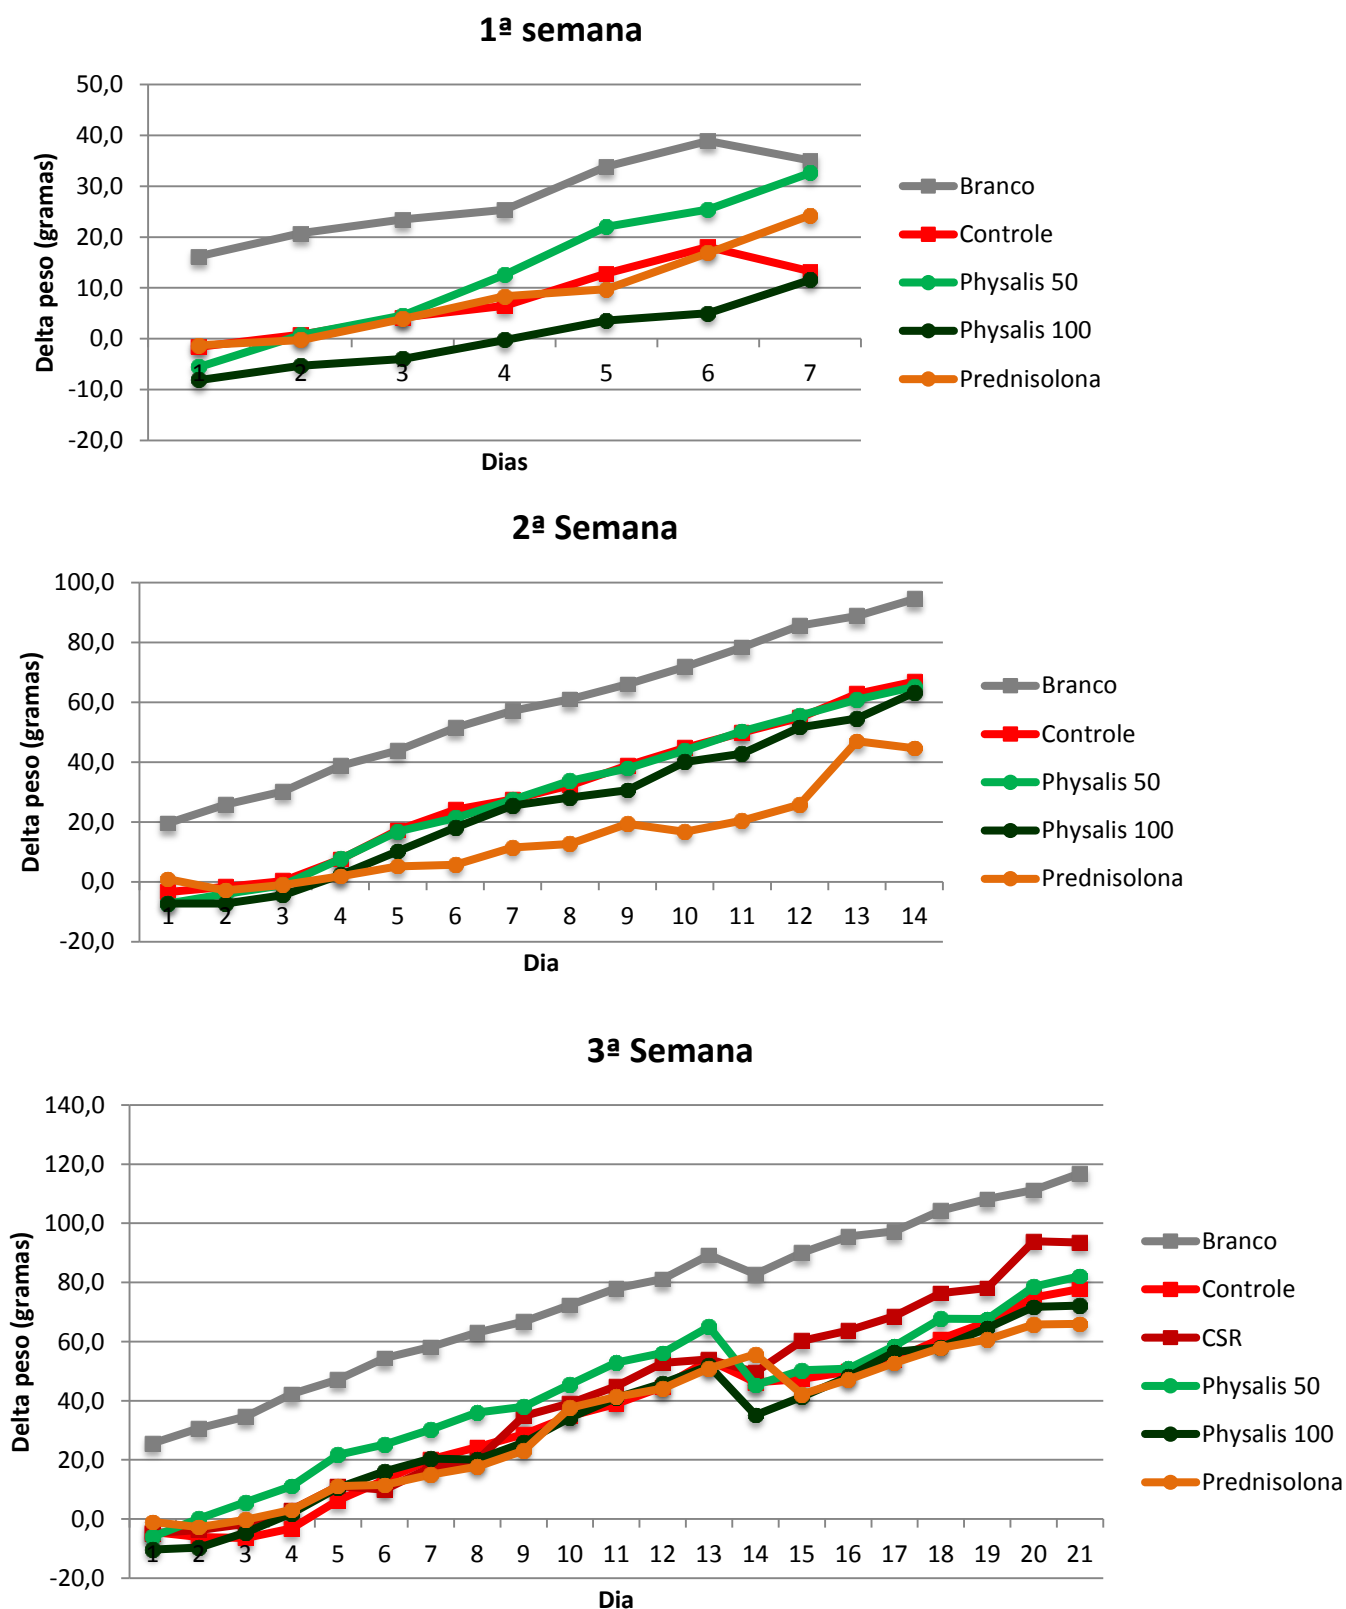 1ª semana
50,0
40,0
30,0
20,0
10,0
0,0
-10,0
-20,0
Delta peso (gramas)
1 2 3 4 5 6 7
Dias
Branco
Controle
Physalis 50
Physalis 100
Prednisolona
2ª Semana
100,0
80,0
60,0
40,0
20,0
0,0
-20,0
Delta peso (gramas)
1 2 3 4 5 6 7 8 9 10 11 12 13 14
Dia
Branco
Controle
Physalis 50
Physalis 100
Prednisolona
3ª Semana
140,0
120,0
100,0
80,0
60,0
40,0
20,0
0,0
-20,0
Delta peso (gramas)
1 2 3 4 5 6 7 8 9 10 11 12 13 14 15 16 17 18 19 20 21
Dia
Branco
Controle
CSR
Physalis 50
Physalis 100
Prednisolona